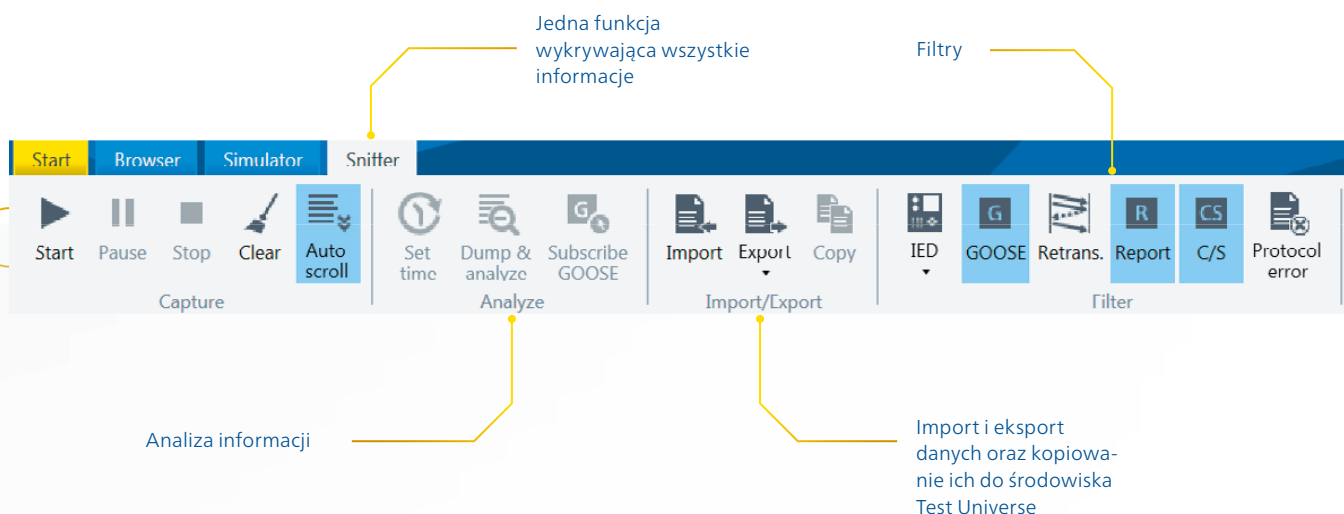 Jedna funkcja
wykrywająca wszystkie
informacje
Filtry
Start Browser Simulator Sniffer
Start Pause Stop Clear Auto scroll
Set time Dump & analyze Subscribe GOOSE
Import Export Copy
IED G GOOSE Retrans. R Report CS C/S Protocol error
Capture Analyze Import/Export Filter
Analiza informacji
Import i eksport
danych oraz kopiowa-
nie ich do środowiska
Test Universe